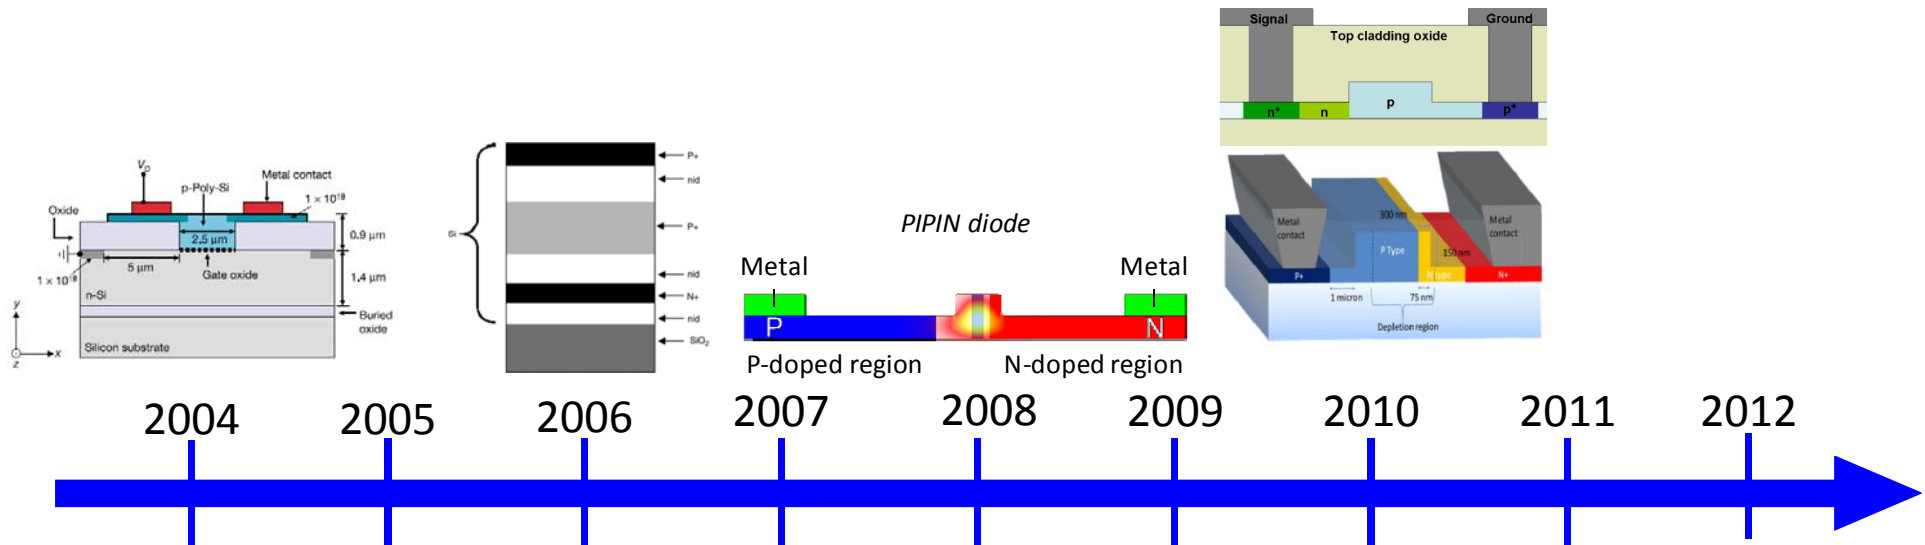 V_D
Metal contact
p-Poly-Si
1 × 10¹⁹
Oxide
2.5 μm
0.9 μm
5 μm
Gate oxide
1 × 10¹⁹
1.4 μm
n-Si
Buried
oxide
Silicon substrate
y
x
z
Si
P+
nid
P+
nid
N+
nid
SiO₂
PIPIN diode
Metal
Metal
P
N
P-doped region
N-doped region
Signal
Ground
Top cladding oxide
p
n⁺
n
p⁺
300 nm
Metal
contact
Metal
contact
P Type
150 nm
P+
N Type
N+
1 micron
75 nm
Depletion region
2004
2005
2006
2007
2008
2009
2010
2011
2012